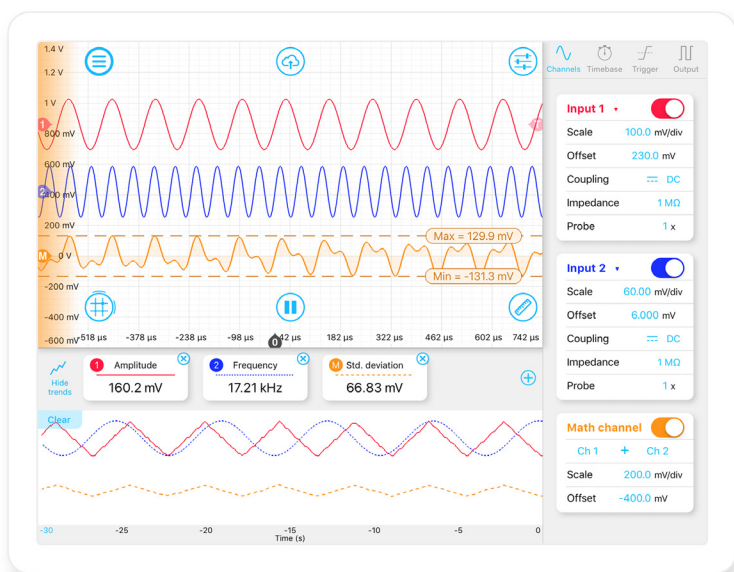 1.4 V
1.2 V
1 V
800 mV
600 mV
200 mV
0 V
-200 mV
-400 mV
-600 mV
1
2
M
T
Max = 129.9 mV
Min = -131.3 mV
-518 µs -378 µs -238 µs -98 µs 42 µs 182 µs 322 µs 462 µs 602 µs 742 µs
0
Hide
trends
1 Amplitude
160.2 mV
2 Frequency
17.21 kHz
M Std. deviation
66.83 mV
Clear
-30 -25 -20 -15 -10 -5 0
Time (s)
Channels Timebase Trigger Output
Input 1
Scale 100.0 mV/div
Offset 230.0 mV
Coupling DC
Impedance 1 MΩ
Probe 1 x
Input 2
Scale 60.00 mV/div
Offset 6.000 mV
Coupling DC
Impedance 1 MΩ
Probe 1 x
Math channel
Ch 1 + Ch 2
Scale 200.0 mV/div
Offset -400.0 mV